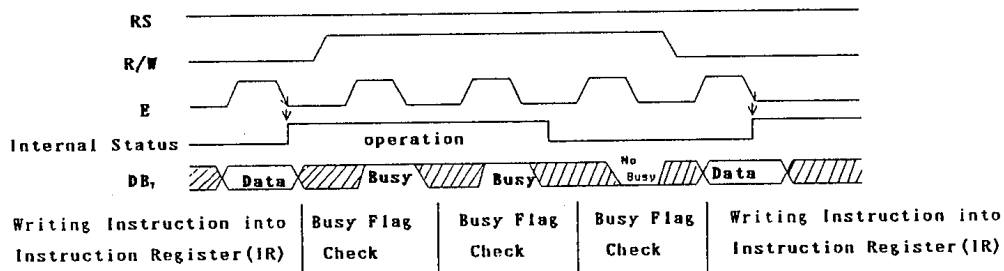 RS
R/W
E
Internal Status operation
DB₇ Data Busy Busy No Busy Data
Writing Instruction into Busy Flag Busy Flag Busy Flag Writing Instruction into
Instruction Register(IR) Check Check Check Instruction Register(IR)